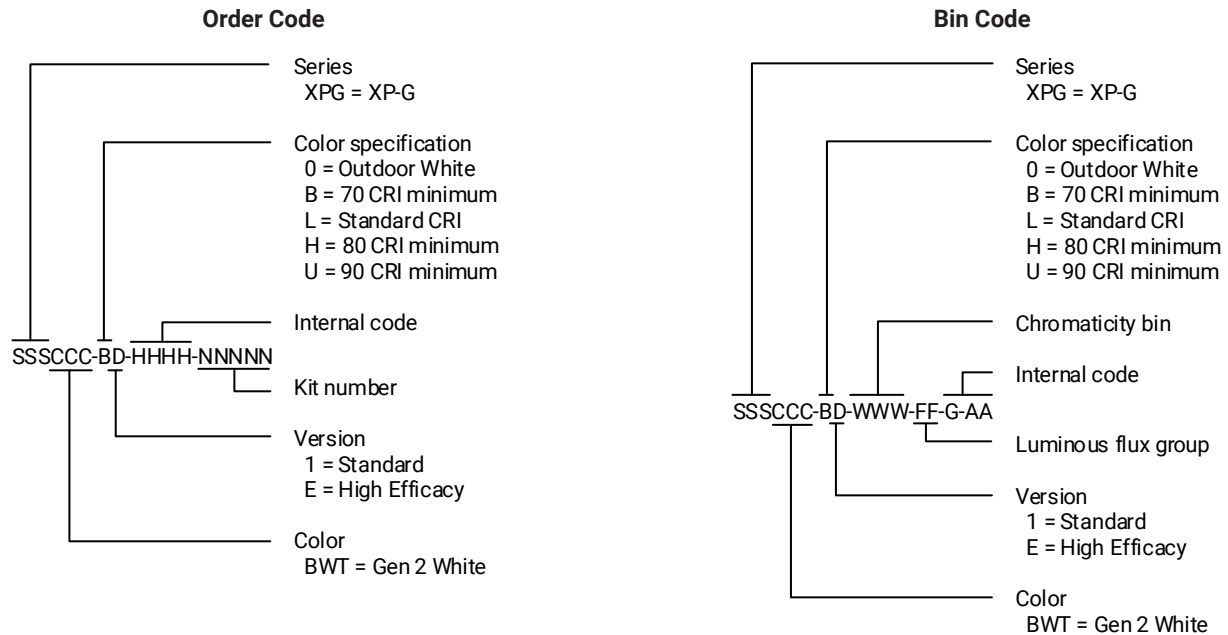 Order Code
Series
XPG = XP-G
Color specification
0 = Outdoor White
B = 70 CRI minimum
L = Standard CRI
H = 80 CRI minimum
U = 90 CRI minimum
Internal code
SSSCCC-BD-HHHH-NNNNN
Kit number
Version
1 = Standard
E = High Efficacy
Color
BWT = Gen 2 White
Bin Code
Series
XPG = XP-G
Color specification
0 = Outdoor White
B = 70 CRI minimum
L = Standard CRI
H = 80 CRI minimum
U = 90 CRI minimum
Chromaticity bin
Internal code
SSSCCC-BD-WWW-FF-G-AA
Luminous flux group
Version
1 = Standard
E = High Efficacy
Color
BWT = Gen 2 White